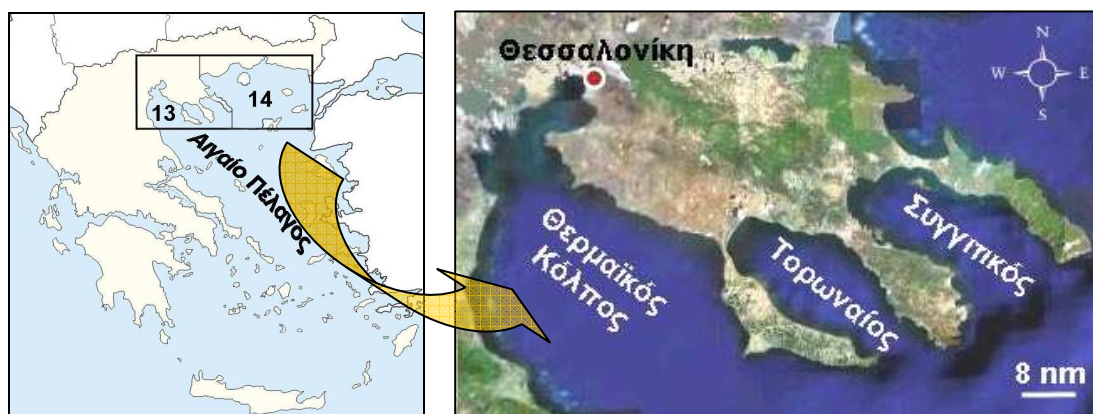 13
14
Αιγαίο Πέλαγος
Θεσσαλονίκη
N
W
E
S
Θερμαϊκός
Κόλπος
Τορωναίος
Συγγιτικός
8 nm